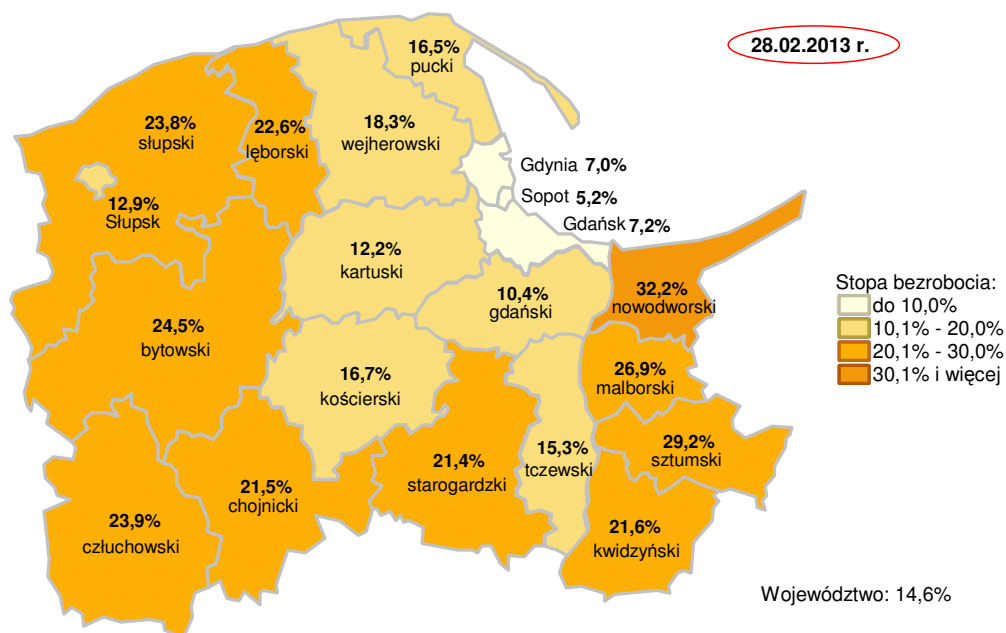 28.02.2013 r.
16,5%
pucki
23,8%
słupski
22,6%
lęborski
18,3%
wejherowski
Gdynia 7,0%
Sopot 5,2%
Gdańsk 7,2%
12,9%
Słupsk
12,2%
kartuski
10,4%
gdański
32,2%
nowodworski
24,5%
bytowski
16,7%
kościerski
26,9%
malborski
21,4%
starogardzki
15,3%
tczewski
29,2%
sztumski
21,5%
chojnicki
23,9%
człuchowski
21,6%
kwidzyński
Stopa bezrobocia:
do 10,0%
10,1% - 20,0%
20,1% - 30,0%
30,1% i więcej
Województwo: 14,6%